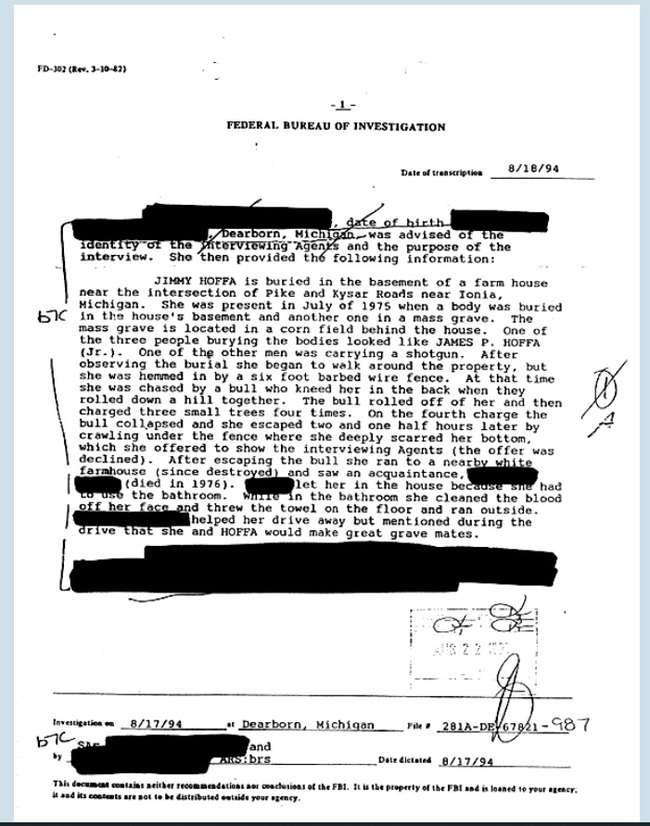 FD-302 (Rev. 3-10-82)
- 1 -
FEDERAL BUREAU OF INVESTIGATION
Date of transcription 8/18/94
, date of birth
, Dearborn, Michigan, was advised of the
identity of the interviewing Agents and the purpose of the
interview. She then provided the following information:
JIMMY HOFFA is buried in the basement of a farm house
near the intersection of Pike and Kysar Roads near Ionia,
Michigan. She was present in July of 1975 when a body was buried
b7C
in the house's basement and another one in a mass grave. The
mass grave is located in a corn field behind the house. One of
the three people burying the bodies looked like JAMES P. HOFFA
(Jr.). One of the other men was carrying a shotgun. After
observing the burial she began to walk around the property, but
she was hemmed in by a six foot barbed wire fence. At that time
she was chased by a bull who kneed her in the back when they
rolled down a hill together. The bull rolled off of her and then
charged three small trees four times. On the fourth charge the
bull collapsed and she escaped two and one half hours later by
crawling under the fence where she deeply scarred her bottom,
which she offered to show the interviewing Agents (the offer was
declined). After escaping the bull she ran to a nearby white
farmhouse (since destroyed) and saw an acquaintance,
(died in 1976). let her in the house because she had
to use the bathroom. While in the bathroom she cleaned the blood
off her face and threw the towel on the floor and ran outside.
helped her drive away but mentioned during the
drive that she and HOFFA would make great grave mates.
Investigation on 8/17/94 at Dearborn, Michigan File # 281A-DE-67821-987
b7C
SAs and
by ARS:brs Date dictated 8/17/94
This document contains neither recommendations nor conclusions of the FBI. It is the property of the FBI and is loaned to your agency;
it and its contents are not to be distributed outside your agency.